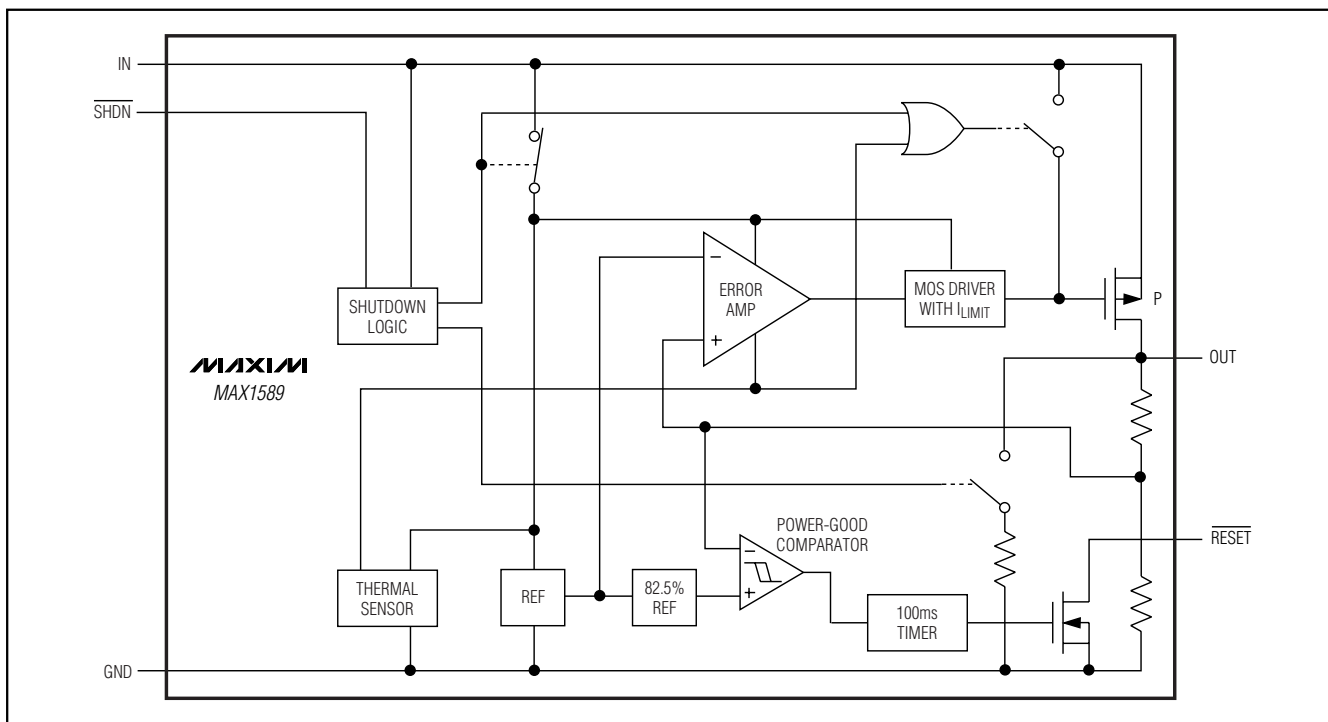 IN
SHDN
SHUTDOWN
LOGIC
MAXIM
MAX1589
ERROR
AMP
−
+
MOS DRIVER
WITH ILIMIT
P
OUT
POWER-GOOD
COMPARATOR
−
+
RESET
THERMAL
SENSOR
REF
82.5%
REF
100ms
TIMER
GND